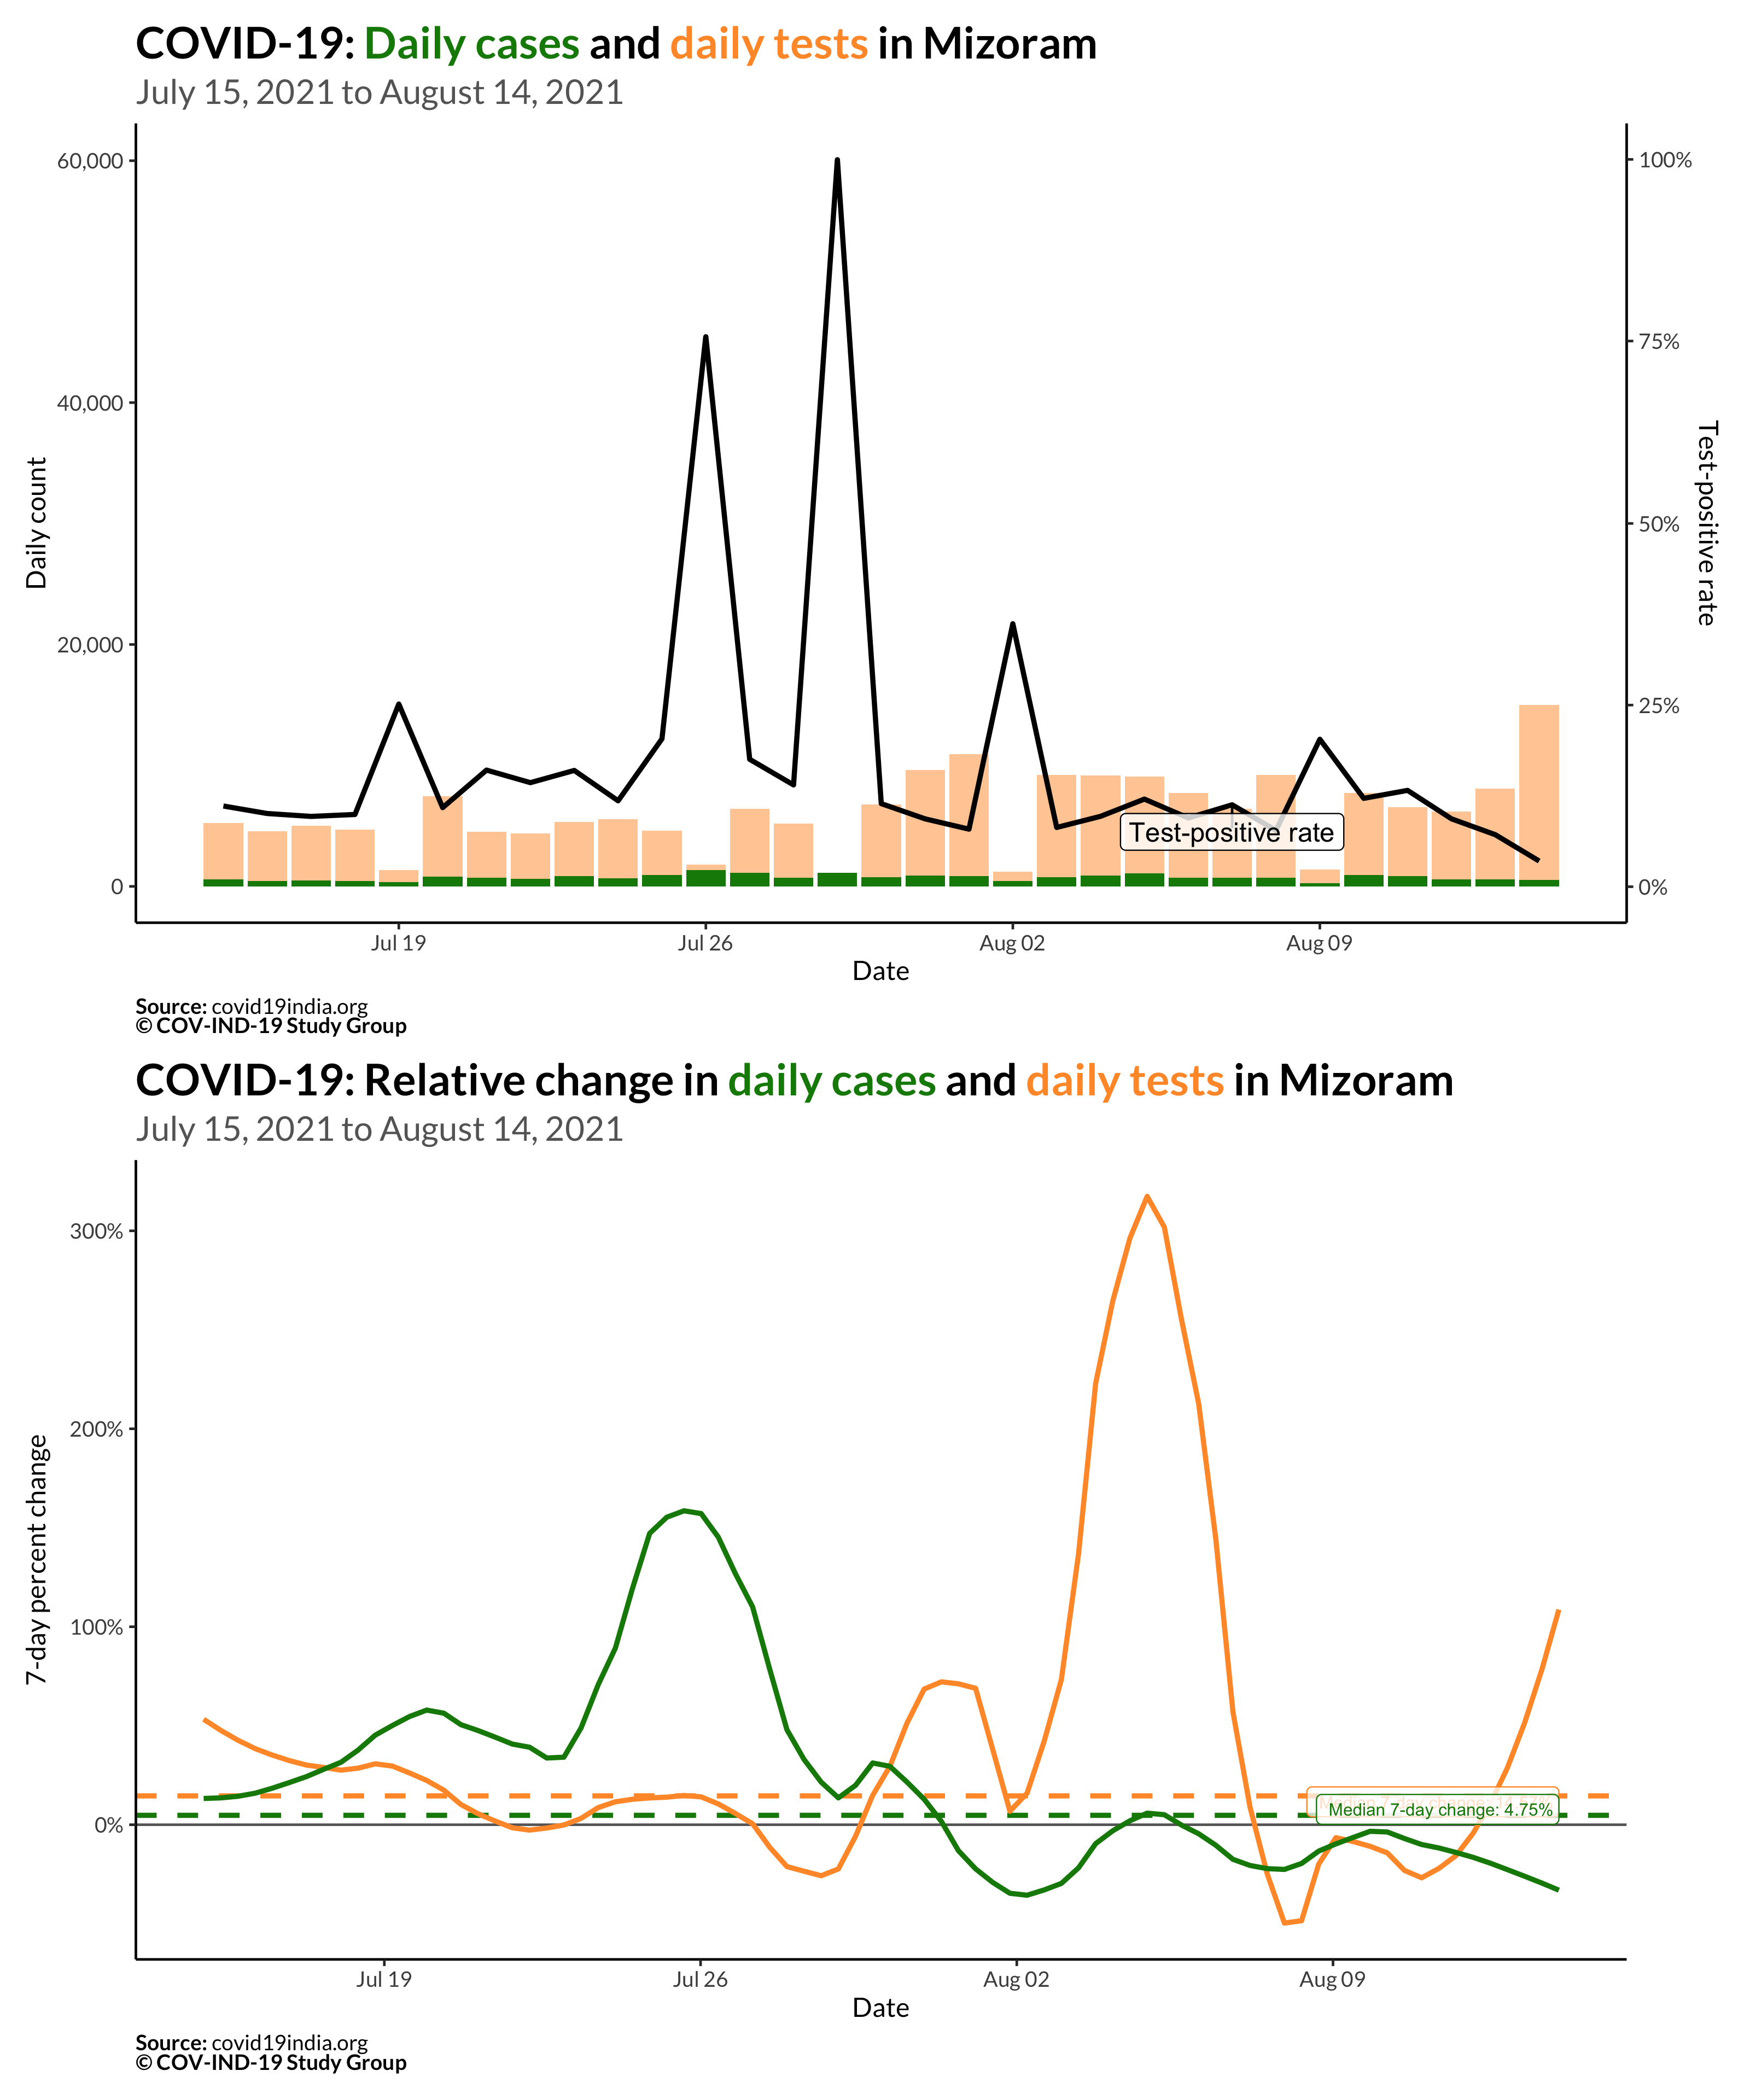 COVID-19: Daily cases and daily tests in Mizoram
July 15, 2021 to August 14, 2021
60,000
40,000
20,000
0
Daily count
100%
75%
50%
25%
0%
Test-positive rate
Test-positive rate
Jul 19
Jul 26
Aug 02
Aug 09
Date
Source: covid19india.org
© COV-IND-19 Study Group
COVID-19: Relative change in daily cases and daily tests in Mizoram
July 15, 2021 to August 14, 2021
300%
200%
100%
0%
7-day percent change
Median 7-day change: 4.75%
Jul 19
Jul 26
Aug 02
Aug 09
Date
Source: covid19india.org
© COV-IND-19 Study Group